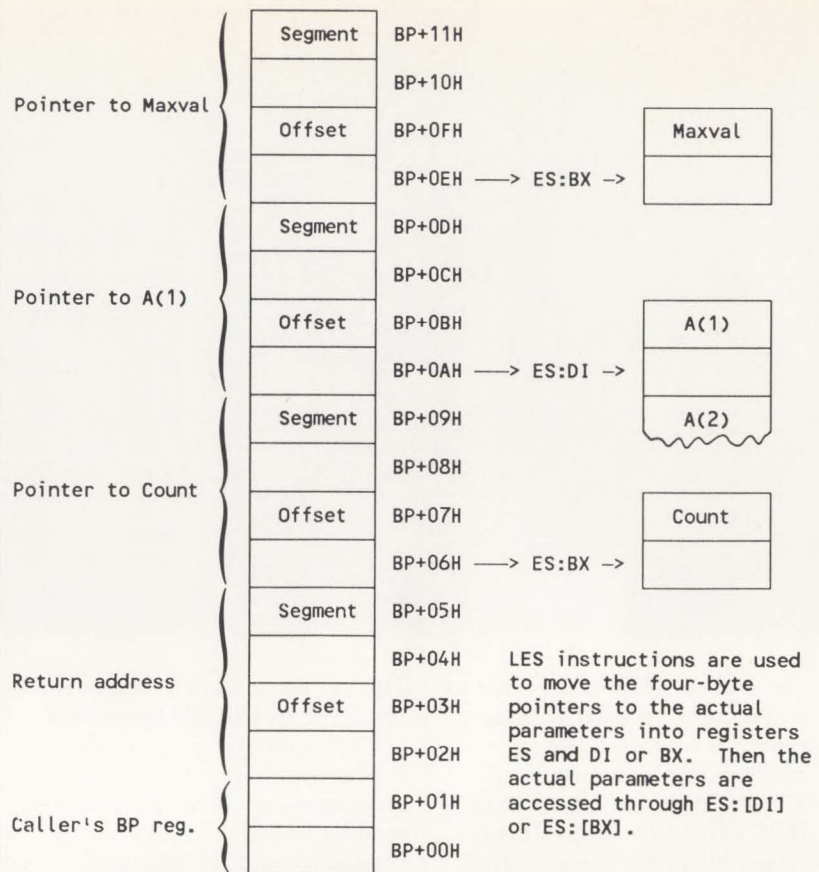 Segment BP+11H
BP+10H
Pointer to Maxval
Offset BP+0FH Maxval
BP+0EH ——> ES:BX —>
Segment BP+0DH
BP+0CH
Pointer to A(1)
Offset BP+0BH A(1)
BP+0AH ——> ES:DI —>
Segment BP+09H A(2)
BP+08H
Pointer to Count
Offset BP+07H Count
BP+06H ——> ES:BX —>
Segment BP+05H
BP+04H
Return address
Offset BP+03H
BP+02H
BP+01H
Caller's BP reg.
BP+00H
LES instructions are used
to move the four-byte
pointers to the actual
parameters into registers
ES and DI or BX. Then the
actual parameters are
accessed through ES:[DI]
or ES:[BX].